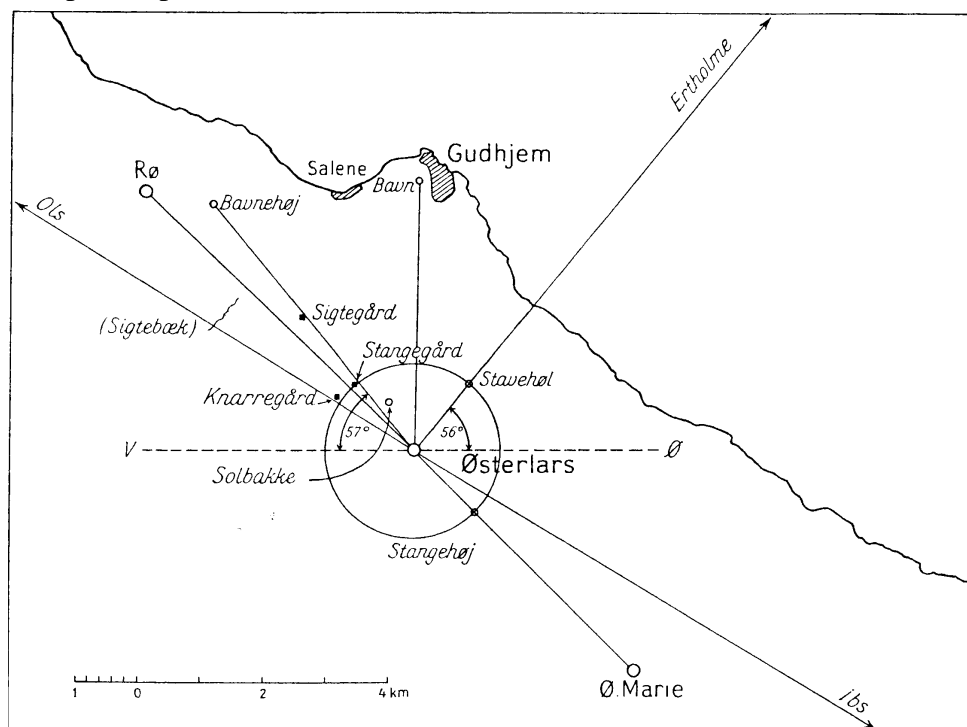 Ertholme
Gudhjem
Salene
Bavn
Rø
Bavnehøj
Ols
(Sigtebæk)
Sigtegård
Stangegård
Stavehøl
Knarregård
57°
56°
V
Ø
Østerlars
Solbakke
Stangehøj
Ø.MARIE
ibs
1 0 2 4 km